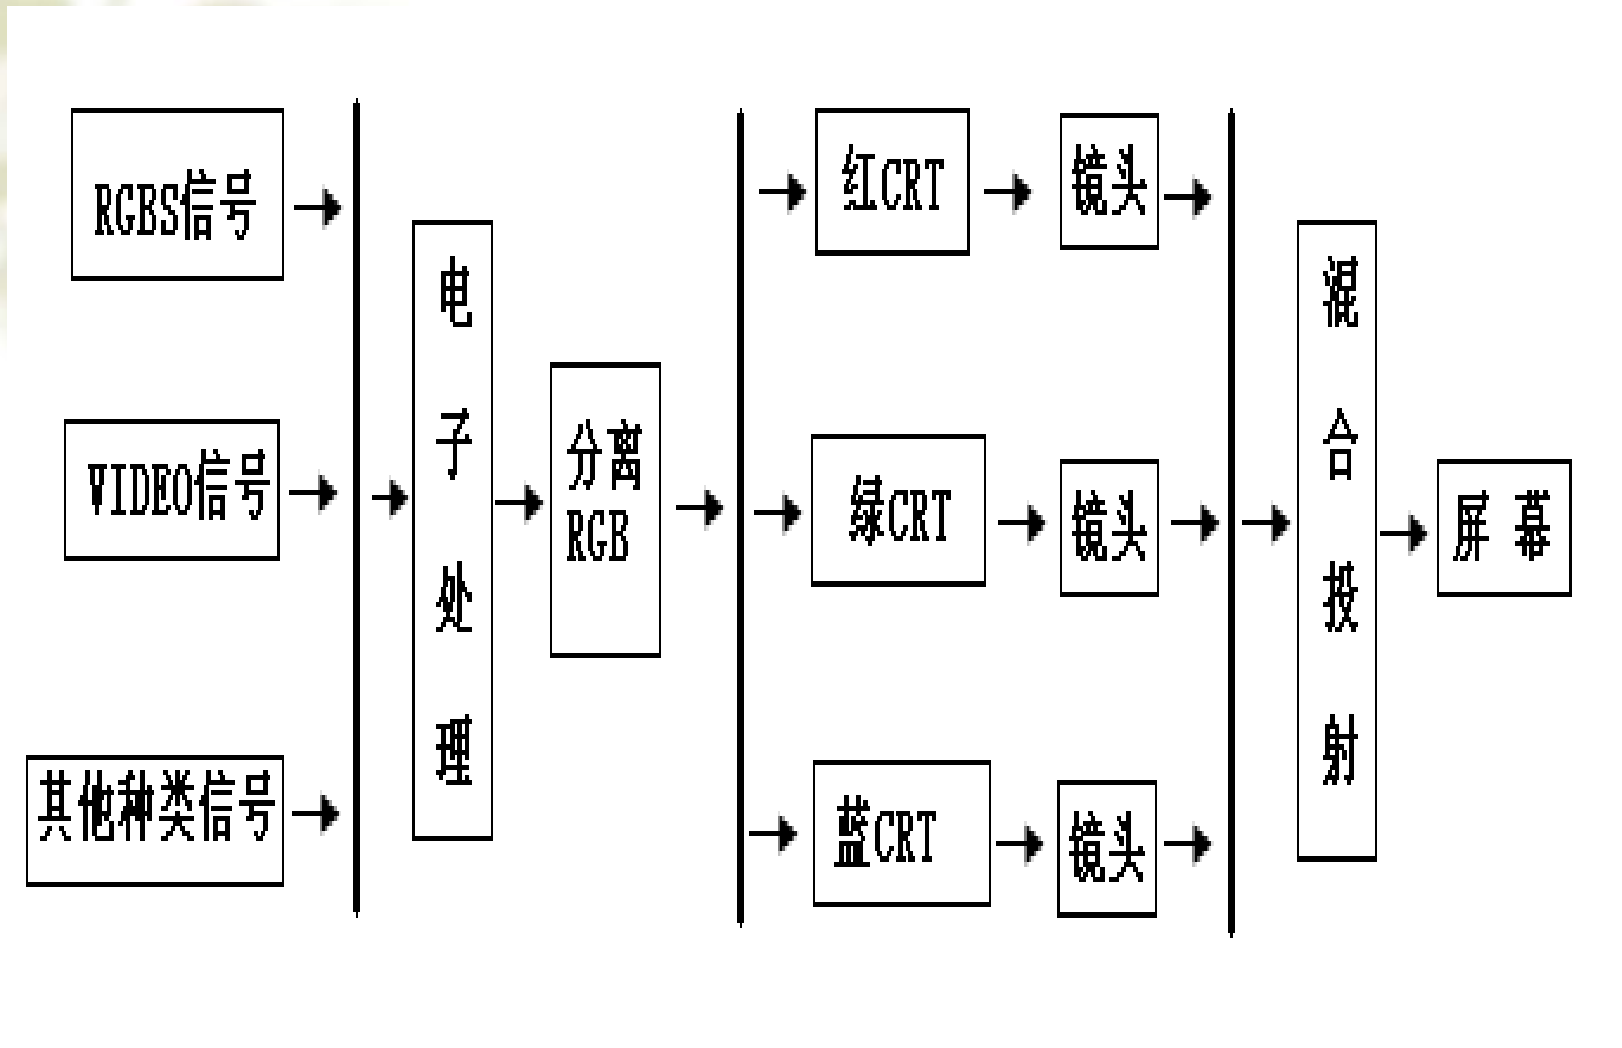 RGBS信号
VIDEO信号
其他种类信号
电子处理
分离
RGB
红CRT
镜头
绿CRT
镜头
蓝CRT
镜头
混合投射
屏幕